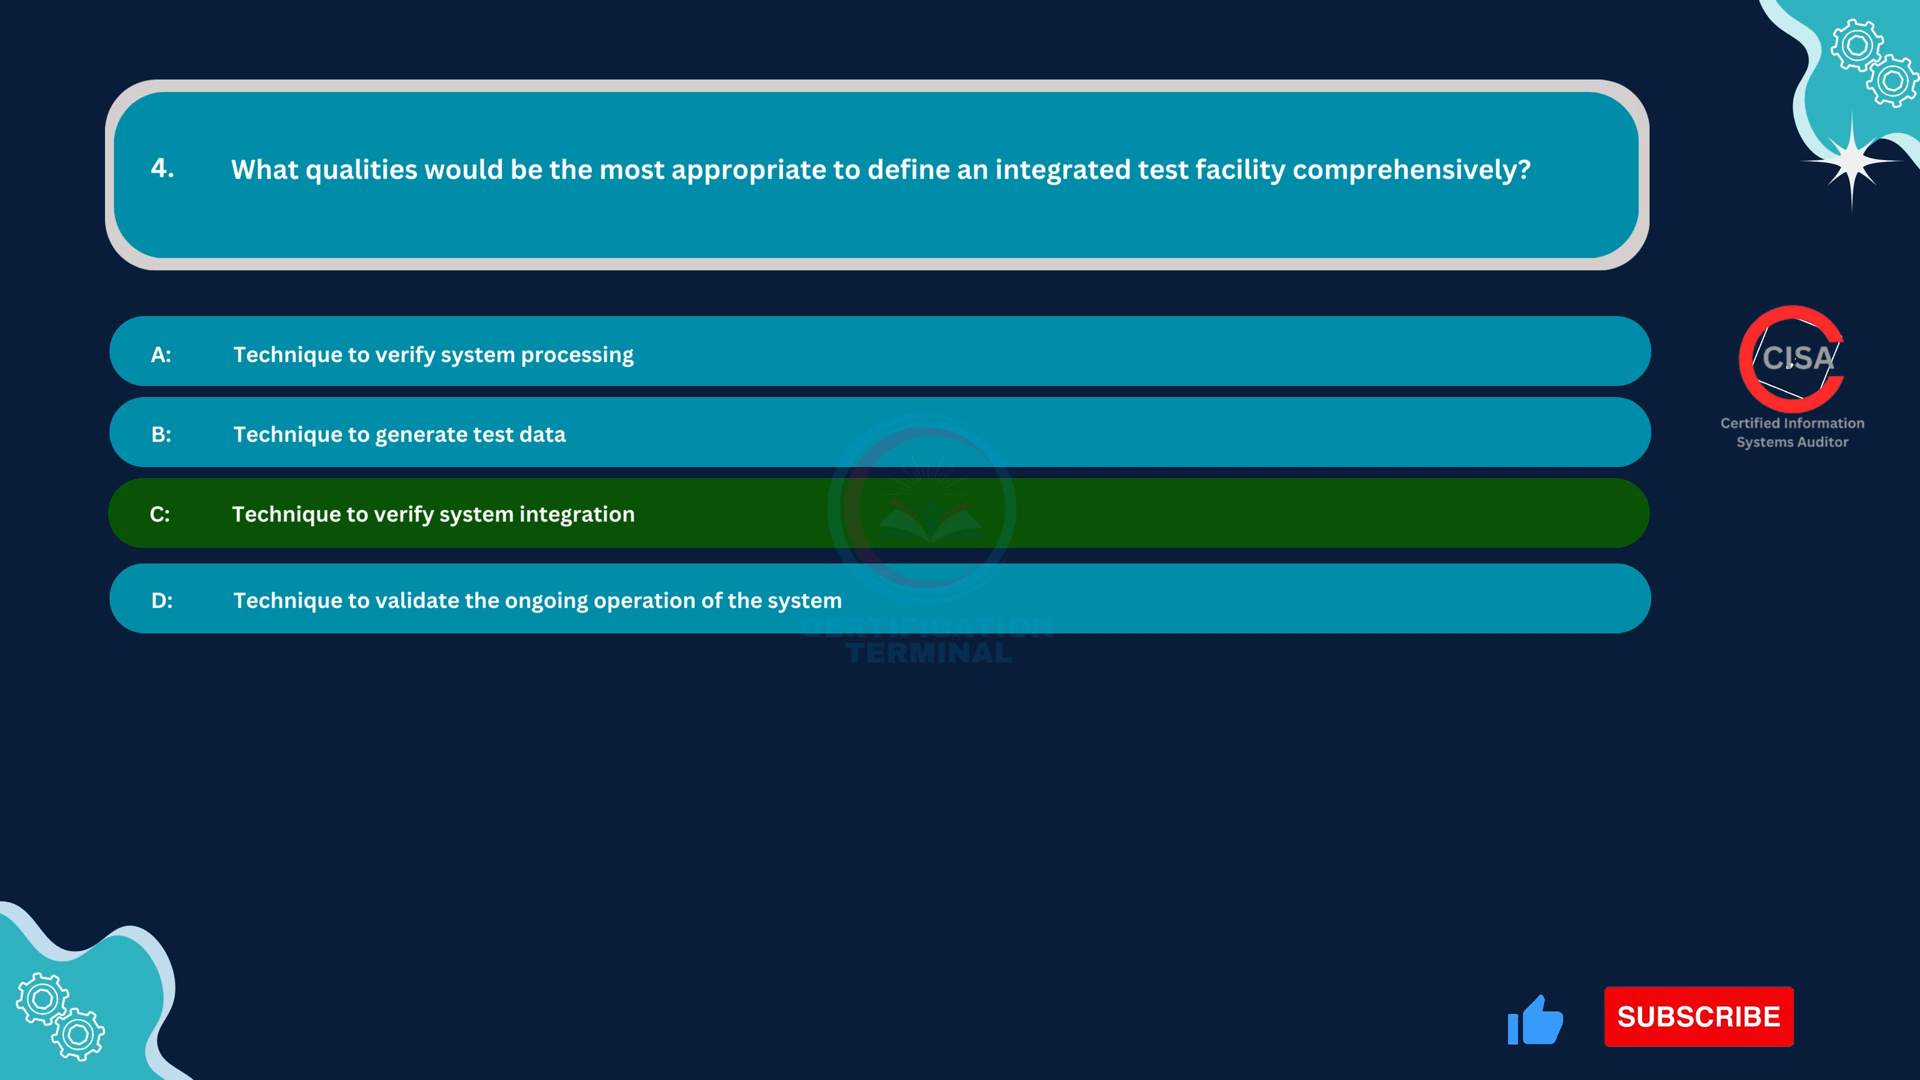 4. What qualities would be the most appropriate to define an integrated test facility comprehensively?
A: Technique to verify system processing
B: Technique to generate test data
C: Technique to verify system integration
D: Technique to validate the ongoing operation of the system
CISA
Certified Information
Systems Auditor
CERTIFICATION
TERMINAL
SUBSCRIBE